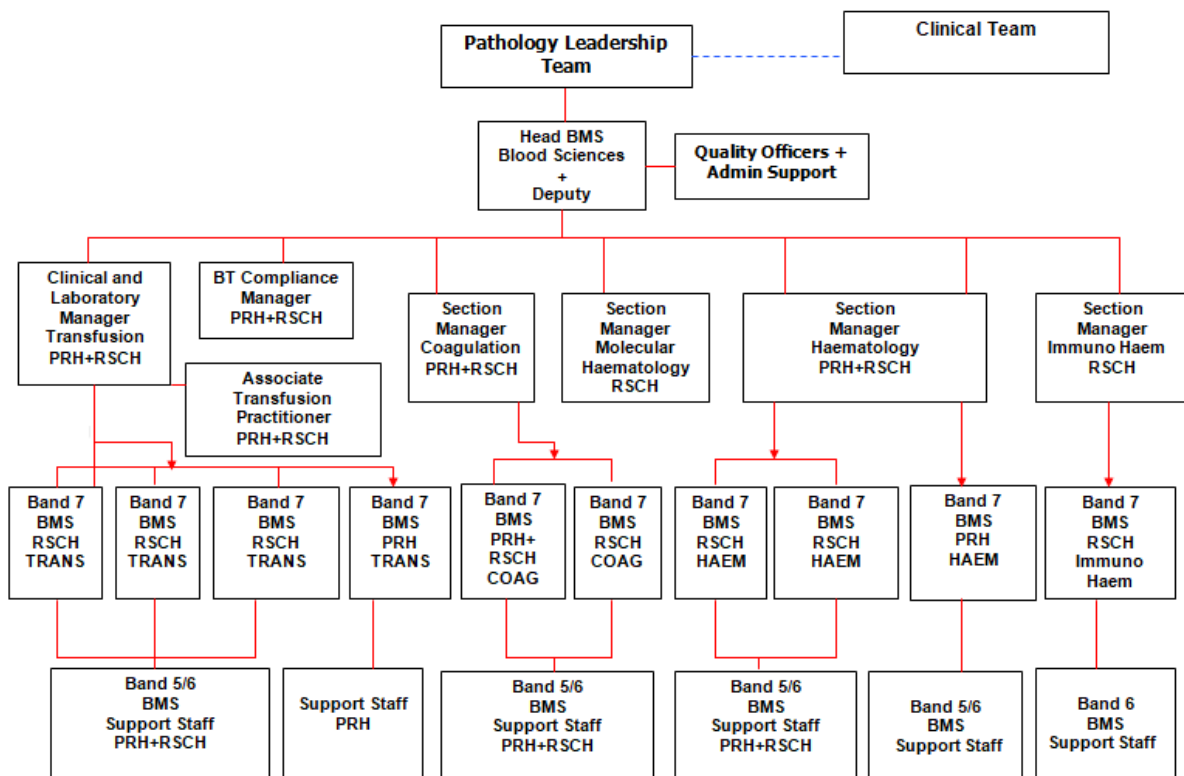 Pathology Leadership
Team
Clinical Team
Head BMS
Blood Sciences
+
Deputy
Quality Officers +
Admin Support
Clinical and
Laboratory
Manager
Transfusion
PRH+RSCH
BT Compliance
Manager
PRH+RSCH
Section
Manager
Coagulation
PRH+RSCH
Section
Manager
Molecular
Haematology
RSCH
Section
Manager
Haematology
PRH+RSCH
Section
Manager
Immuno Haem
RSCH
Associate
Transfusion
Practitioner
PRH+RSCH
Band 7
BMS
RSCH
TRANS
Band 7
BMS
RSCH
TRANS
Band 7
BMS
RSCH
TRANS
Band 7
BMS
PRH
TRANS
Band 7
BMS
PRH+
RSCH
COAG
Band 7
BMS
RSCH
COAG
Band 7
BMS
RSCH
HAEM
Band 7
BMS
RSCH
HAEM
Band 7
BMS
PRH
HAEM
Band 7
BMS
RSCH
Immuno
Haem
Band 5/6
BMS
Support Staff
PRH+RSCH
Support Staff
PRH
Band 5/6
BMS
Support Staff
PRH+RSCH
Band 5/6
BMS
Support Staff
PRH+RSCH
Band 5/6
BMS
Support Staff
Band 6
BMS
Support Staff